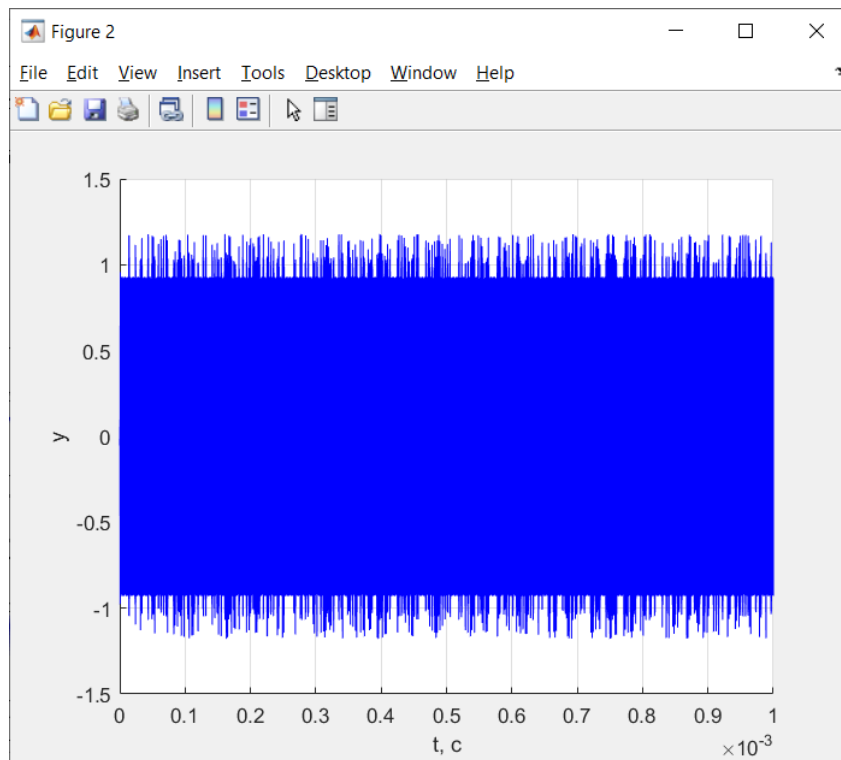 Figure 2
File Edit View Insert Tools Desktop Window Help
1.5
1
0.5
0
-0.5
-1
-1.5
y
0 0.1 0.2 0.3 0.4 0.5 0.6 0.7 0.8 0.9 1
t, c
×10⁻³